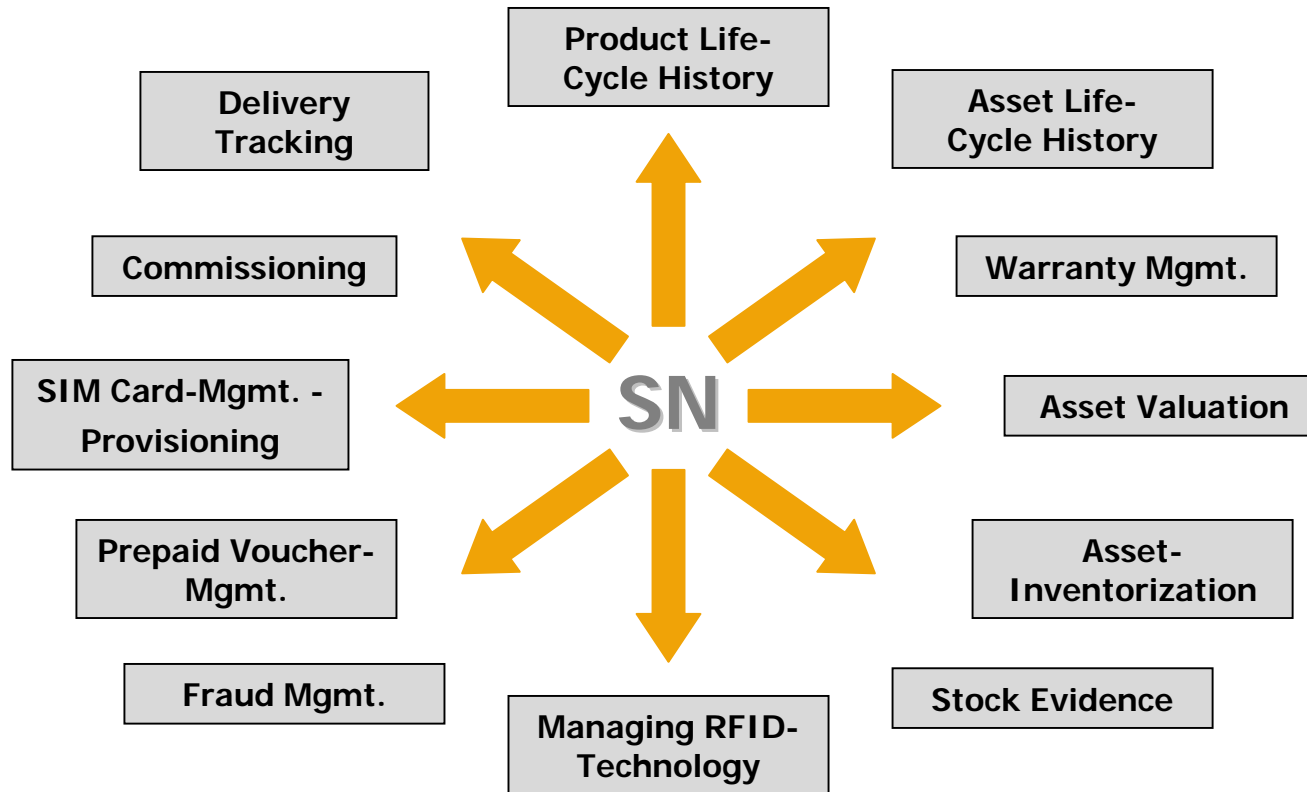 Product Life-
Cycle History
Delivery
Tracking
Asset Life-
Cycle History
Commissioning
Warranty Mgmt.
SIM Card-Mgmt. -
Provisioning
SN
Asset Valuation
Prepaid Voucher-
Mgmt.
Asset-
Inventorization
Fraud Mgmt.
Stock Evidence
Managing RFID-
Technology